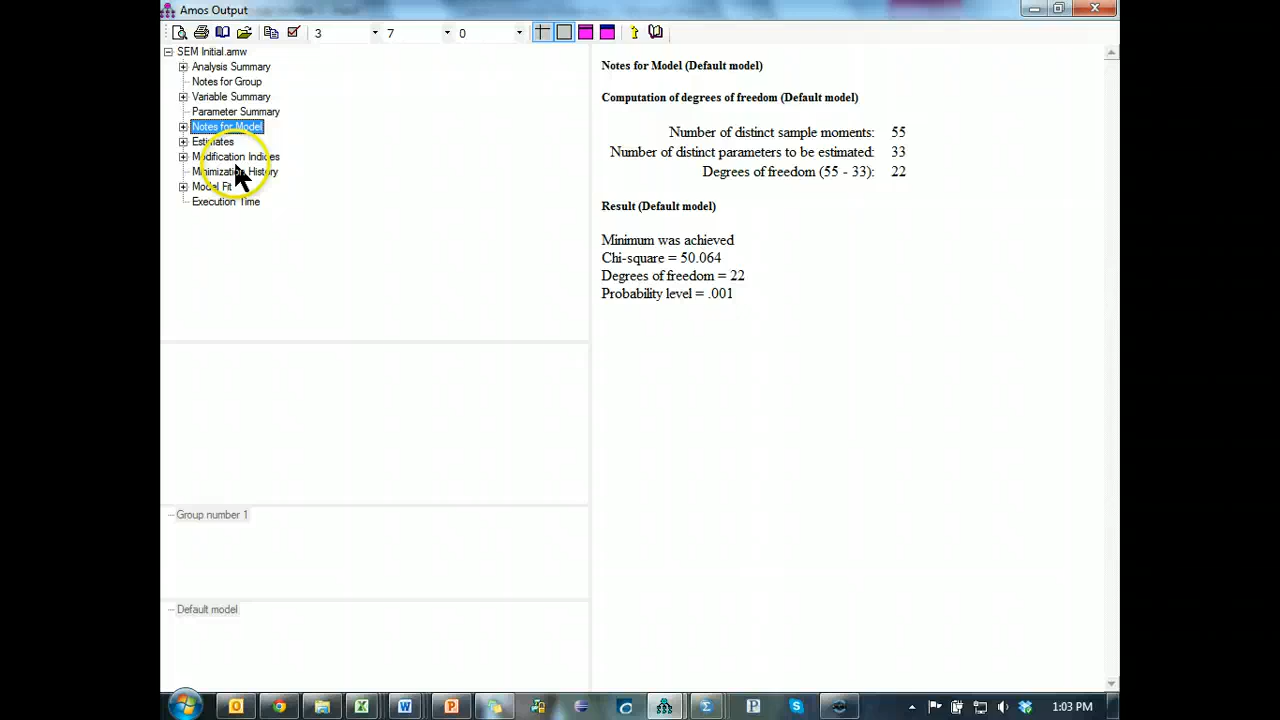 Amos Output
3
7
0
SEM Initial.amw
Analysis Summary
Notes for Group
Variable Summary
Parameter Summary
Notes for Model
Estimates
Modification Indices
Minimization History
Model Fit
Execution Time
Group number 1
Default model
Notes for Model (Default model)
Computation of degrees of freedom (Default model)
Number of distinct sample moments: 55
Number of distinct parameters to be estimated: 33
Degrees of freedom (55 - 33): 22
Result (Default model)
Minimum was achieved
Chi-square = 50.064
Degrees of freedom = 22
Probability level = .001
1:03 PM